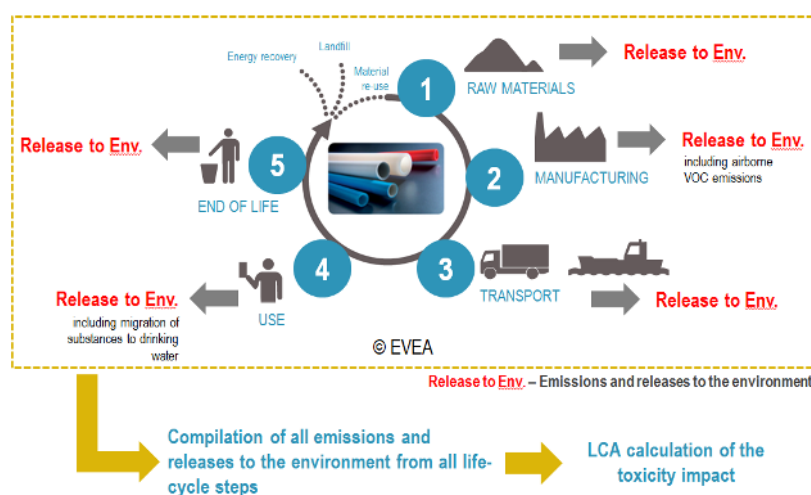 Energy recovery
Landfill
Material
re-use
1
RAW MATERIALS
Release to Env.
2
MANUFACTURING
Release to Env.
including airborne
VOC emissions
3
TRANSPORT
Release to Env.
4
USE
Release to Env.
including migration of
substances to drinking
water
5
END OF LIFE
Release to Env.
© EVEA
Release to Env. – Emissions and releases to the environment
Compilation of all emissions and
releases to the environment from all life-
cycle steps
LCA calculation of the
toxicity impact